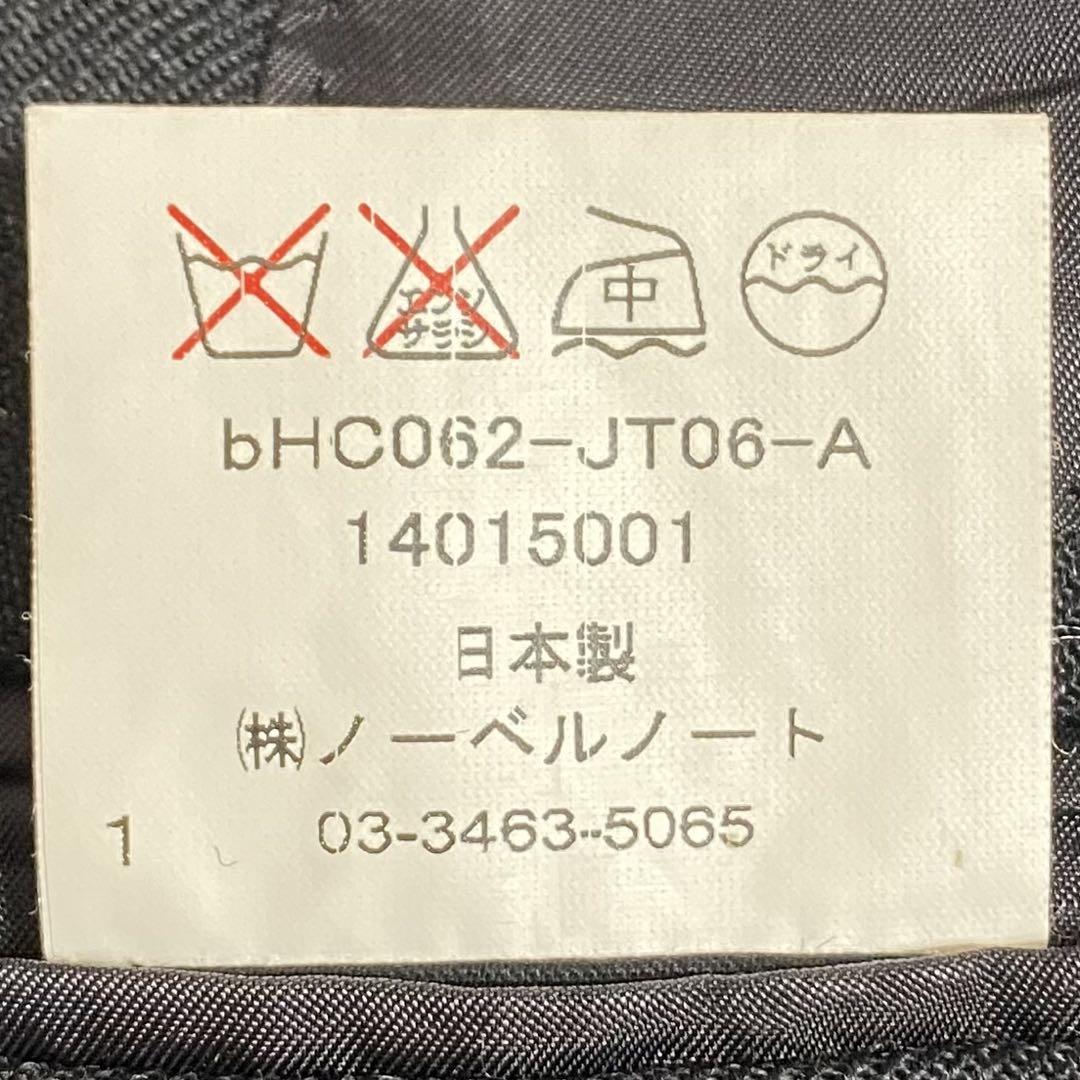 エンソ サラシ 中 ドライ
bHC062-JT06-A
14015001
日本製
㈱ノーベルノート
1 03-3463-5065